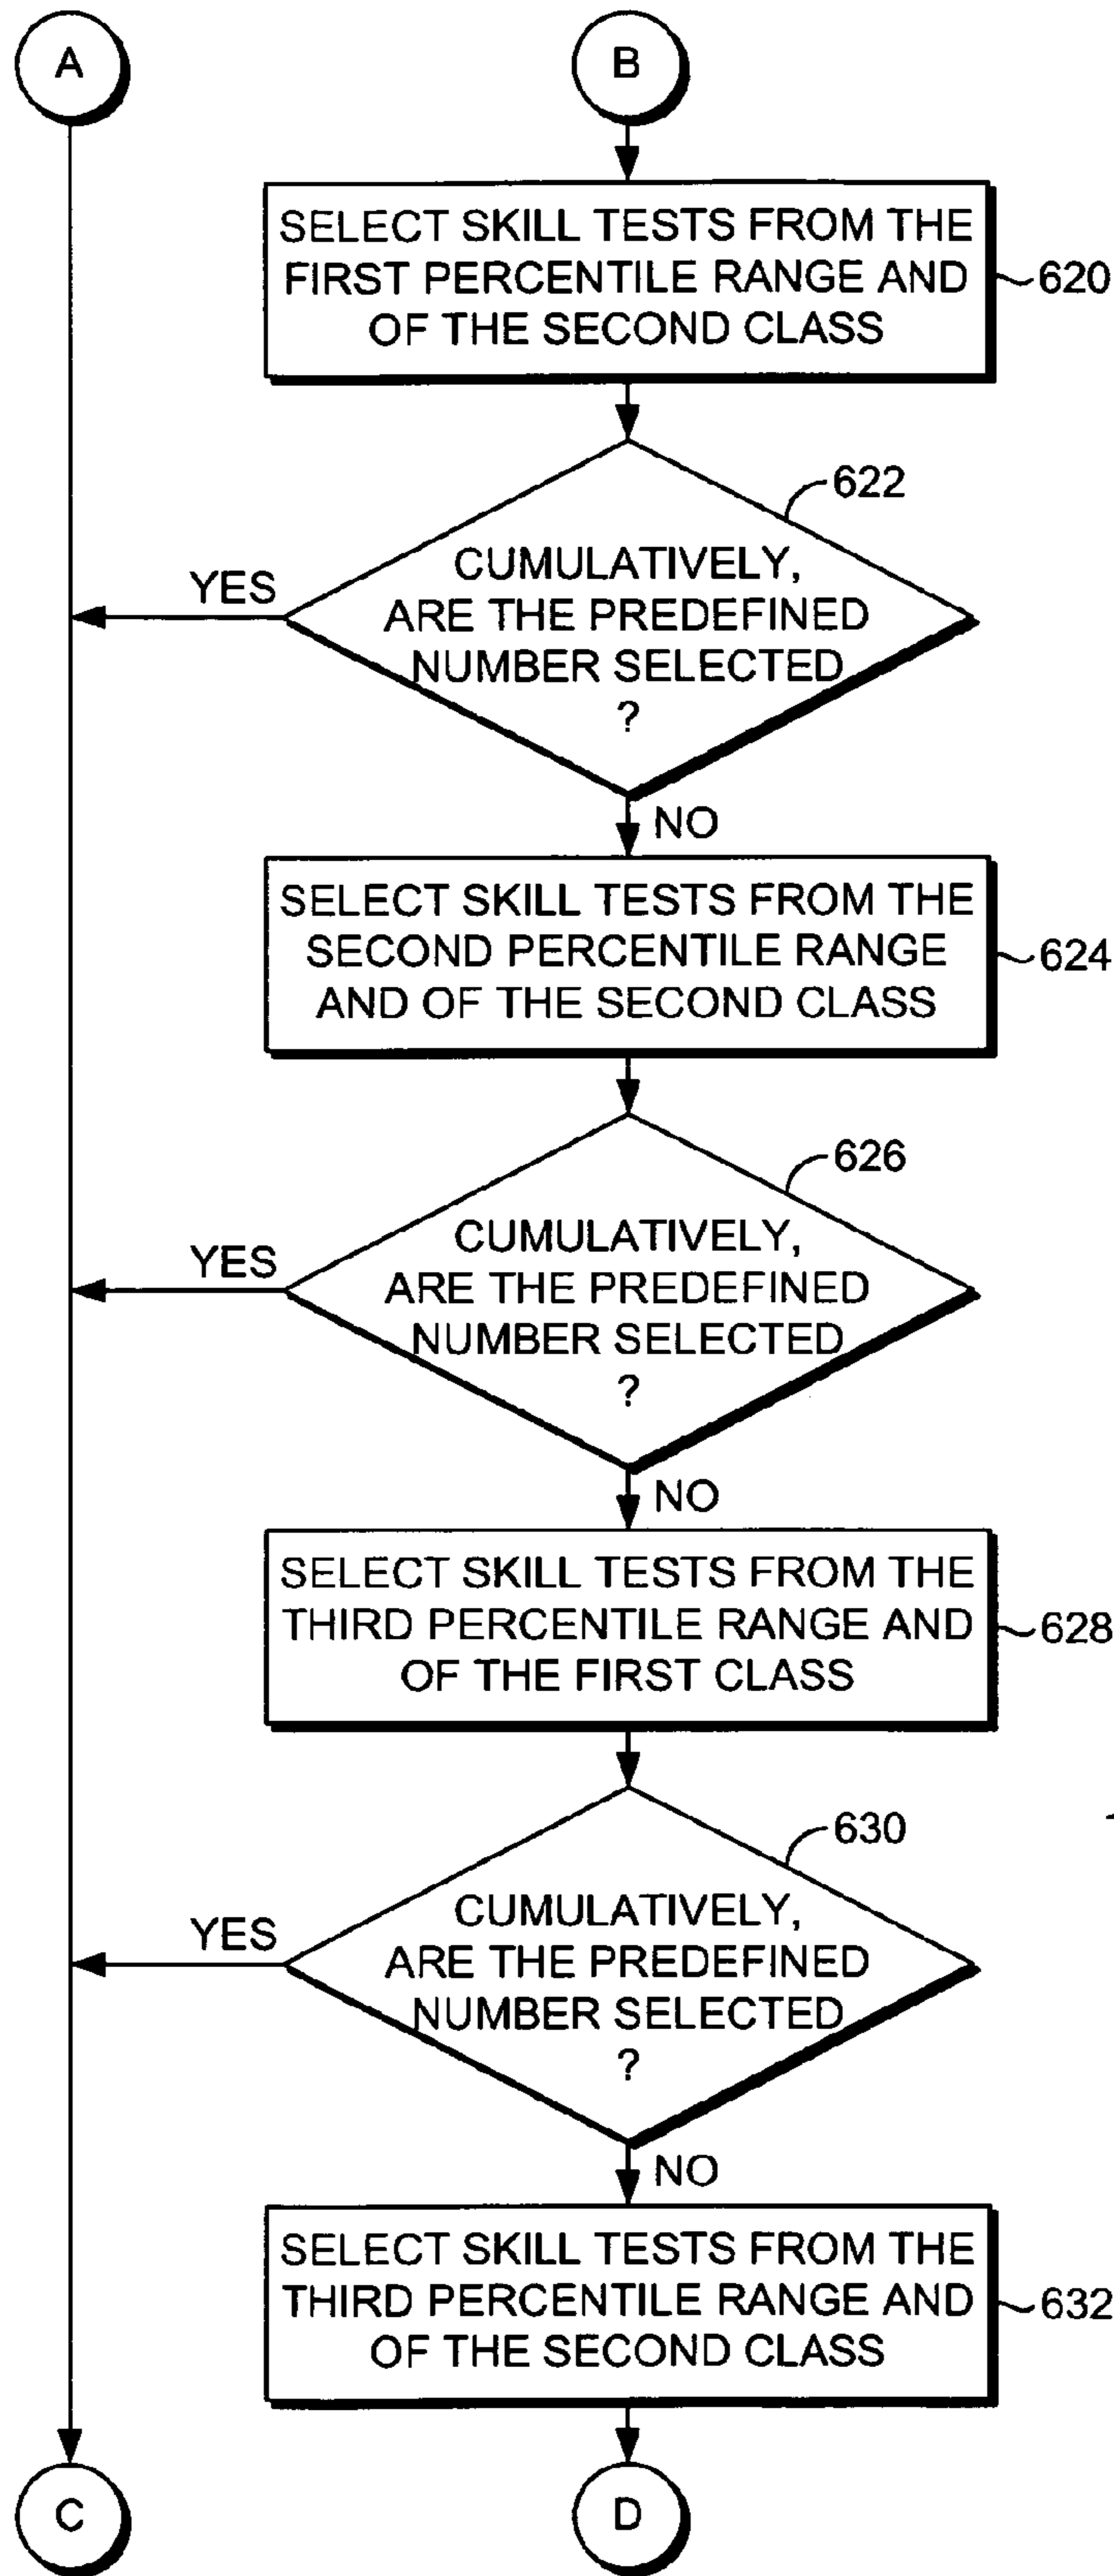 A
B
SELECT SKILL TESTS FROM THE
FIRST PERCENTILE RANGE AND
OF THE SECOND CLASS
620
622
CUMULATIVELY,
ARE THE PREDEFINED
NUMBER SELECTED
?
YES
NO
SELECT SKILL TESTS FROM THE
SECOND PERCENTILE RANGE
AND OF THE SECOND CLASS
624
626
CUMULATIVELY,
ARE THE PREDEFINED
NUMBER SELECTED
?
YES
NO
SELECT SKILL TESTS FROM THE
THIRD PERCENTILE RANGE AND
OF THE FIRST CLASS
628
630
CUMULATIVELY,
ARE THE PREDEFINED
NUMBER SELECTED
?
YES
NO
SELECT SKILL TESTS FROM THE
THIRD PERCENTILE RANGE AND
OF THE SECOND CLASS
632
C
D